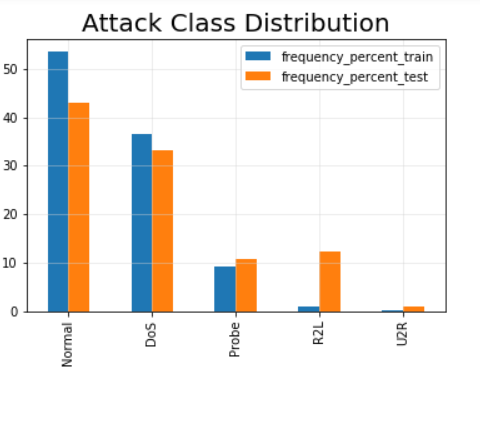 Attack Class Distribution
frequency_percent_train
frequency_percent_test
50
40
30
20
10
0
Normal
DoS
Probe
R2L
U2R